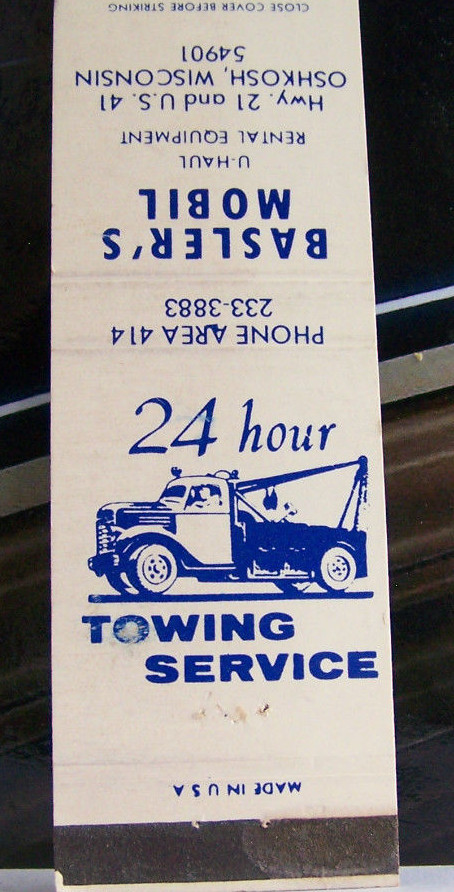 CLOSE COVER BEFORE STRIKING
Hwy. 21 and U.S. 41
OSHKOSH, WISCONSIN
54901
U-HAUL
RENTAL EQUIPMENT
BASLER'S
MOBIL
PHONE AREA 414
233-3883
24 hour
TOWING
SERVICE
MADE IN U S A